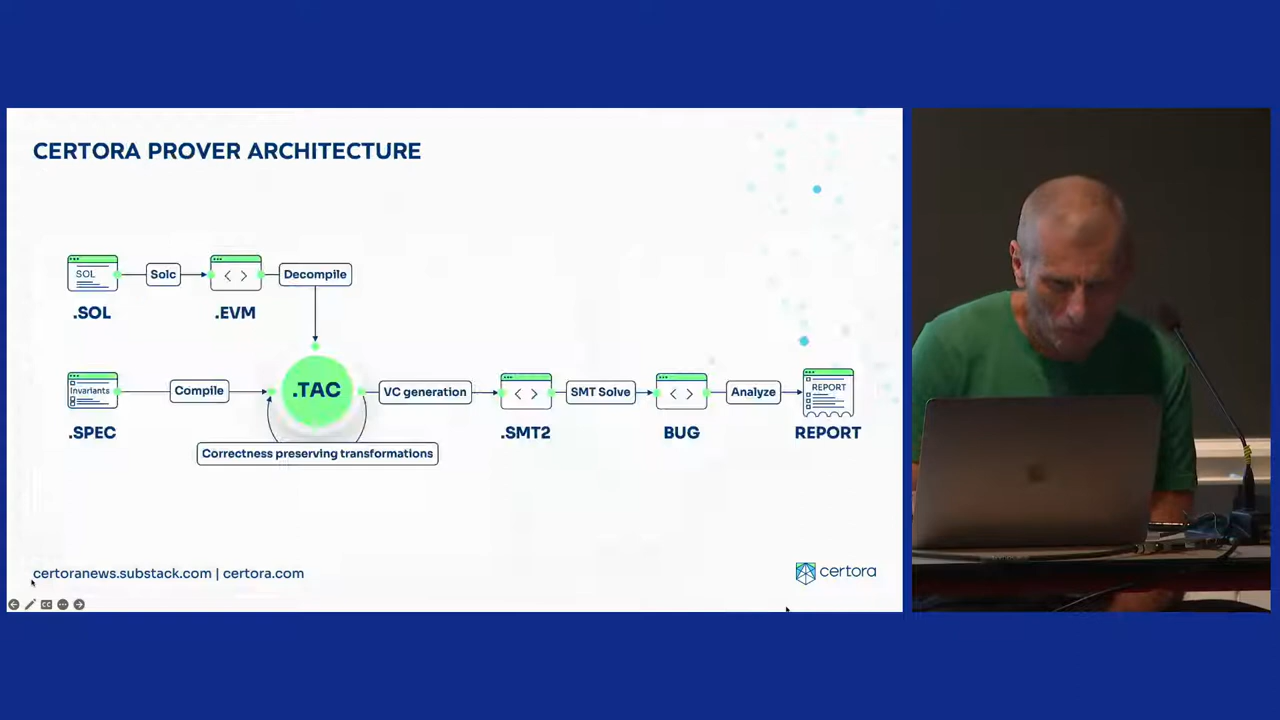 CERTORA PROVER ARCHITECTURE
SOL
Solc
Decompile
.SOL
.EVM
Invariants
Compile
.TAC
VC generation
SMT Solve
Analyze
REPORT
.SPEC
.SMT2
BUG
REPORT
Correctness preserving transformations
certoranews.substack.com | certora.com
certora
CC